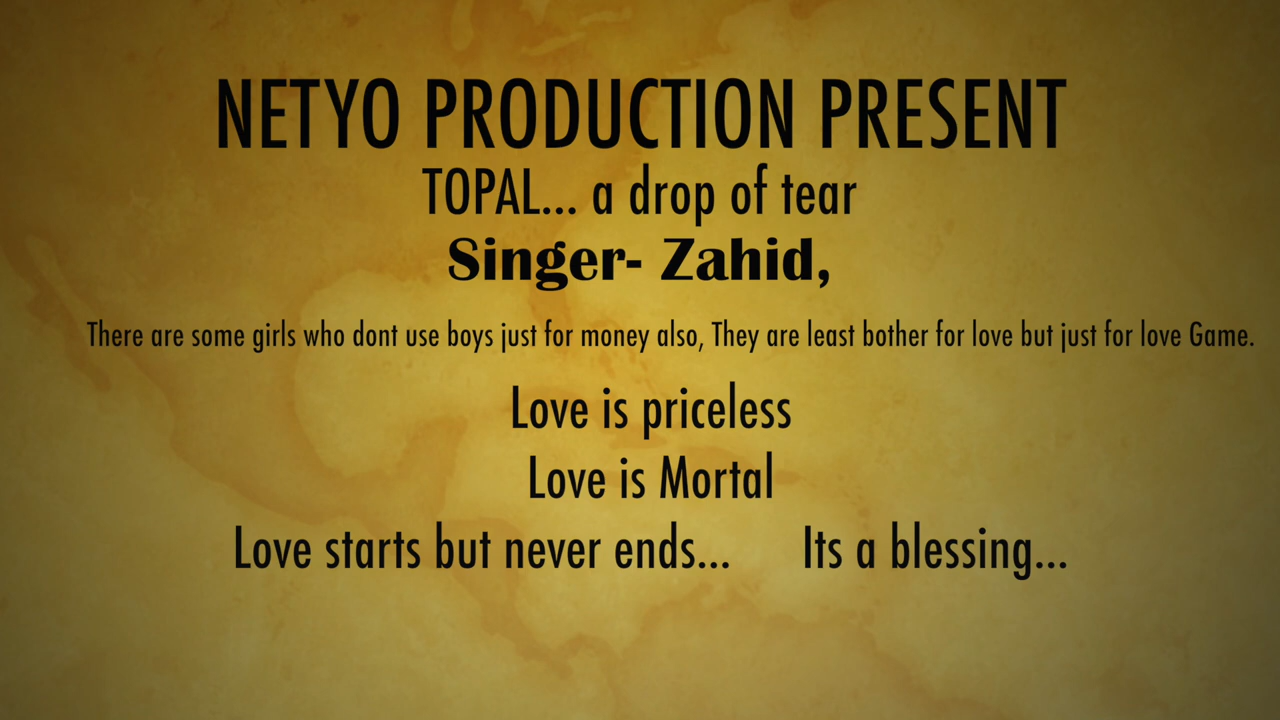 NETYO PRODUCTION PRESENT
TOPAL... a drop of tear
Singer- Zahid,
There are some girls who dont use boys just for money also, They are least bother for love but just for love Game.
Love is priceless
Love is Mortal
Love starts but never ends... Its a blessing...